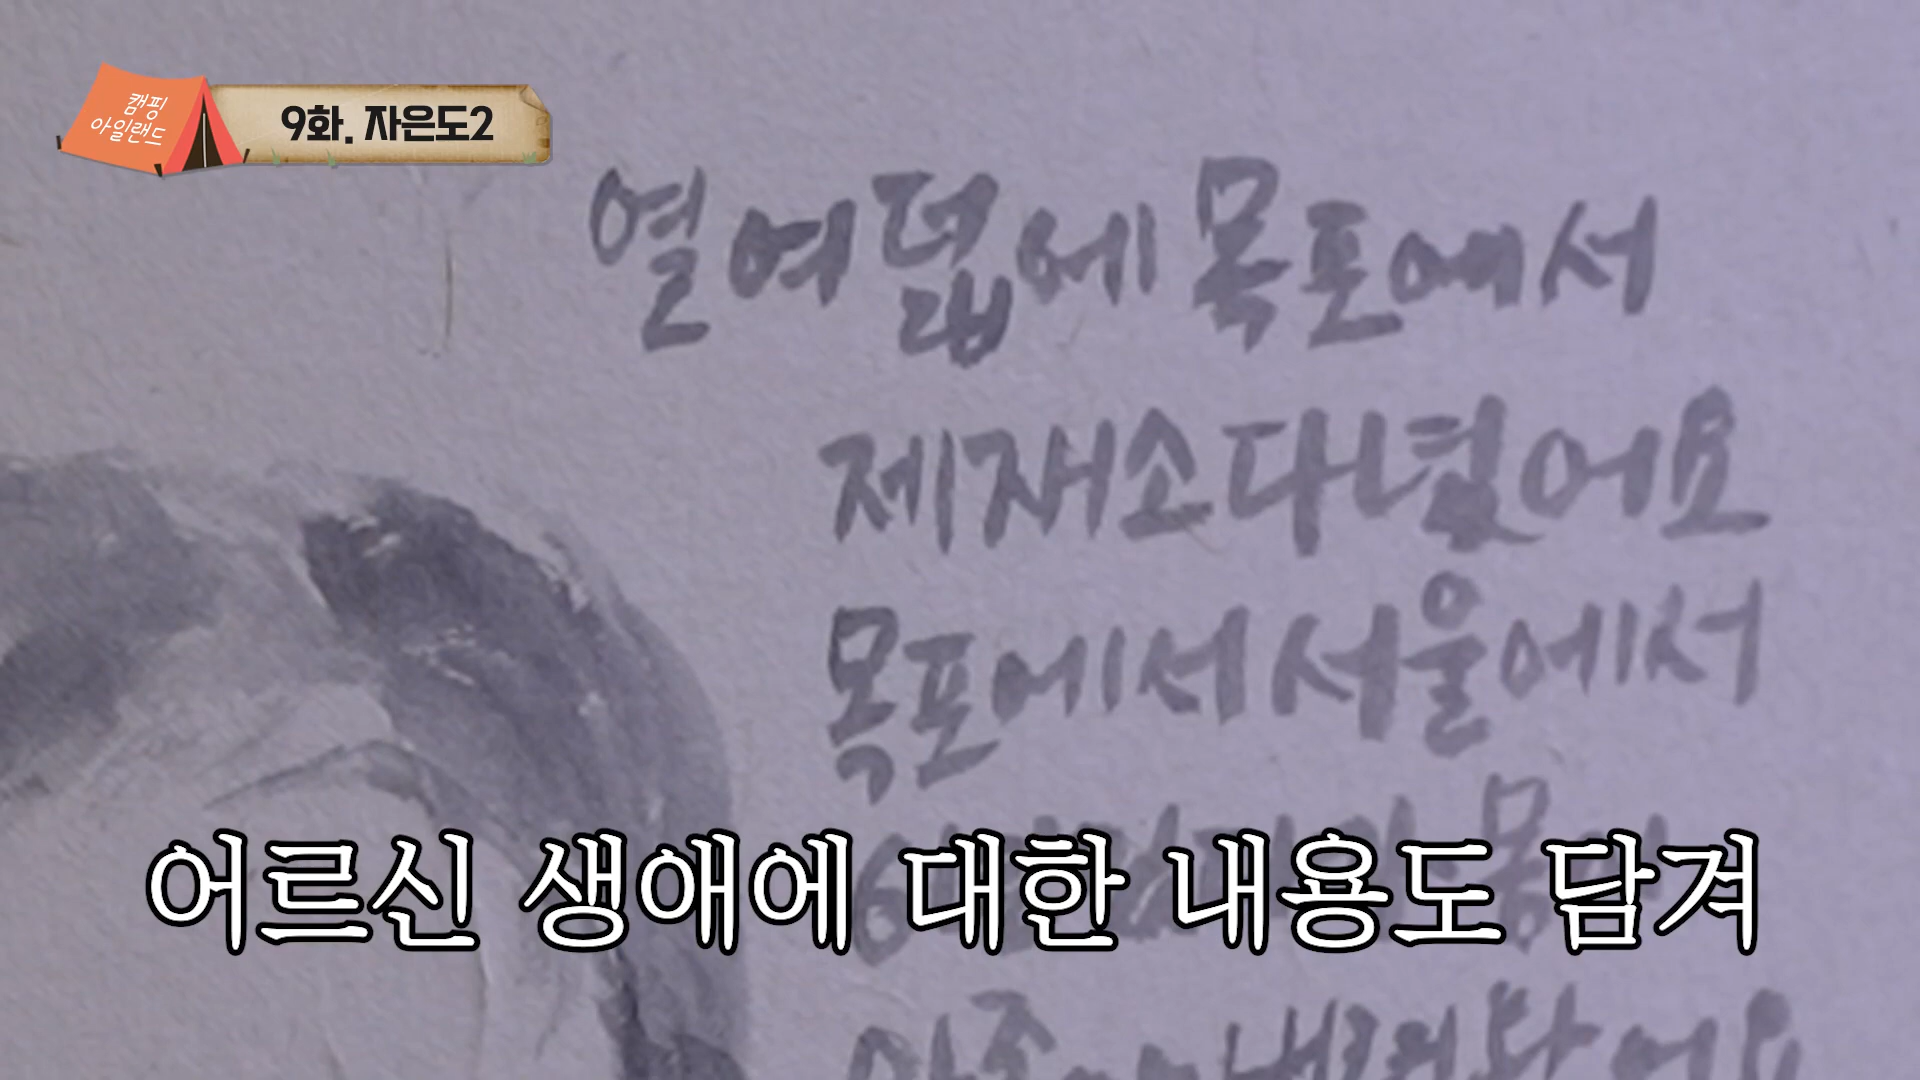 캠핑
아일랜드
9화. 자은도2
열여덟에 목포에서
제재소 다녔어요
목포에서 서울에서
어르신 생애에 대한 내용도 담겨